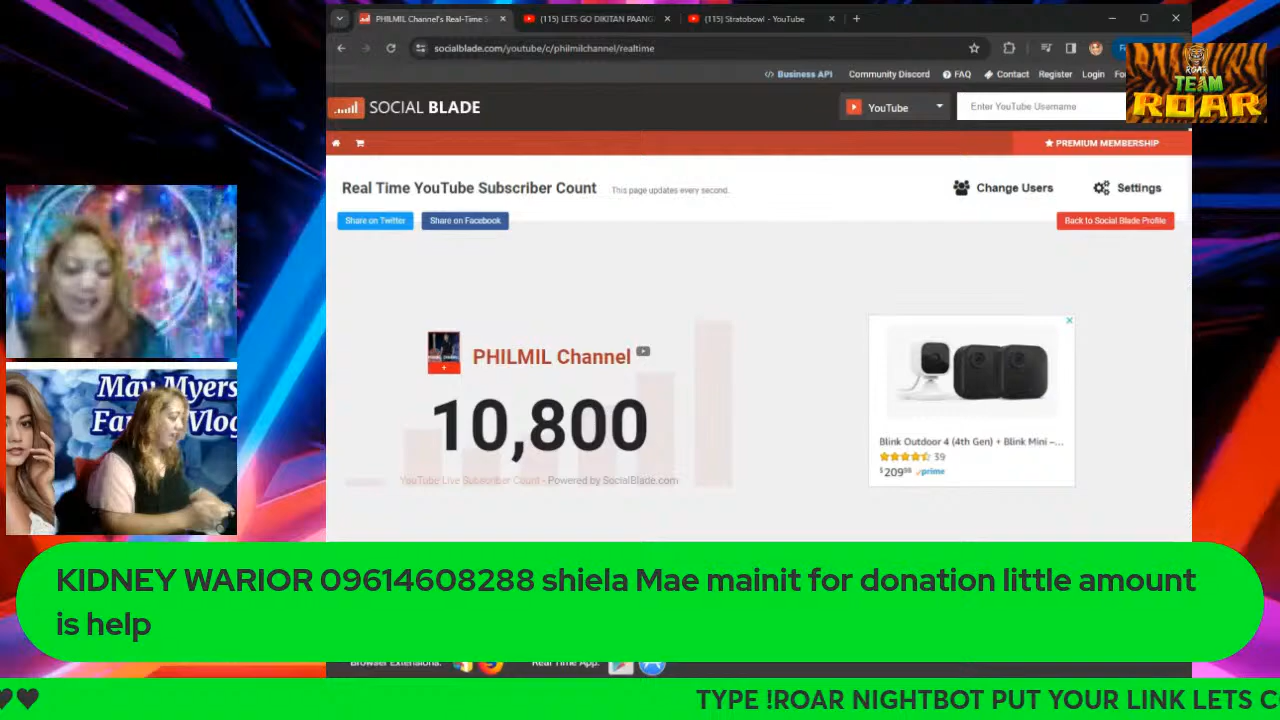 PHILMIL Channel's Real-Time S
(115) LETS GO DIKITAN PAANG
(115) Stratobowl - YouTube
socialblade.com/youtube/c/philmilchannel/realtime
Business API
Community Discord
FAQ
Contact
Register
Login
ROAR
TEAM
ROAR
SOCIAL BLADE
YouTube
Enter YouTube Username
PREMIUM MEMBERSHIP
Real Time YouTube Subscriber Count
This page updates every second.
Change Users
Settings
Share on Twitter
Share on Facebook
Back to Social Blade Profile
PHILMIL Channel
10,800
YouTube Live Subscriber Count - Powered by SocialBlade.com
Blink Outdoor 4 (4th Gen) + Blink Mini –...
39
$20998 prime
May Myers
KIDNEY WARIOR 09614608288 shiela Mae mainit for donation little amount
is help
Browser Extensions:
Real Time App:
TYPE !ROAR NIGHTBOT PUT YOUR LINK LETS C